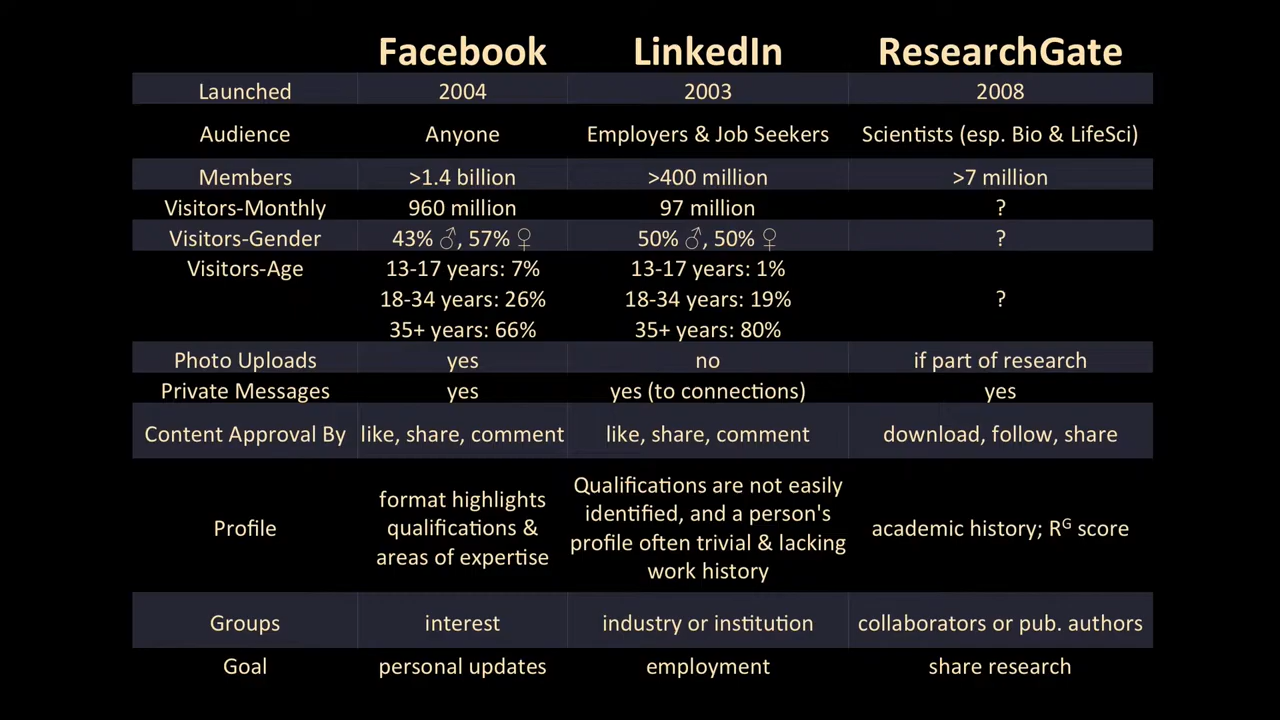 Facebook LinkedIn ResearchGate
Launched 2004 2003 2008
Audience Anyone Employers & Job Seekers Scientists (esp. Bio & LifeSci)
Members >1.4 billion >400 million >7 million
Visitors-Monthly 960 million 97 million ?
Visitors-Gender 43% ♂, 57% ♀ 50% ♂, 50% ♀ ?
Visitors-Age 13-17 years: 7% 13-17 years: 1%
18-34 years: 26% 18-34 years: 19% ?
35+ years: 66% 35+ years: 80%
Photo Uploads yes no if part of research
Private Messages yes yes (to connections) yes
Content Approval By like, share, comment like, share, comment download, follow, share
Profile
format highlights
qualifications &
areas of expertise
Qualifications are not easily
identified, and a person's
profile often trivial & lacking
work history
academic history; Rᴳ score
Groups interest industry or institution collaborators or pub. authors
Goal personal updates employment share research